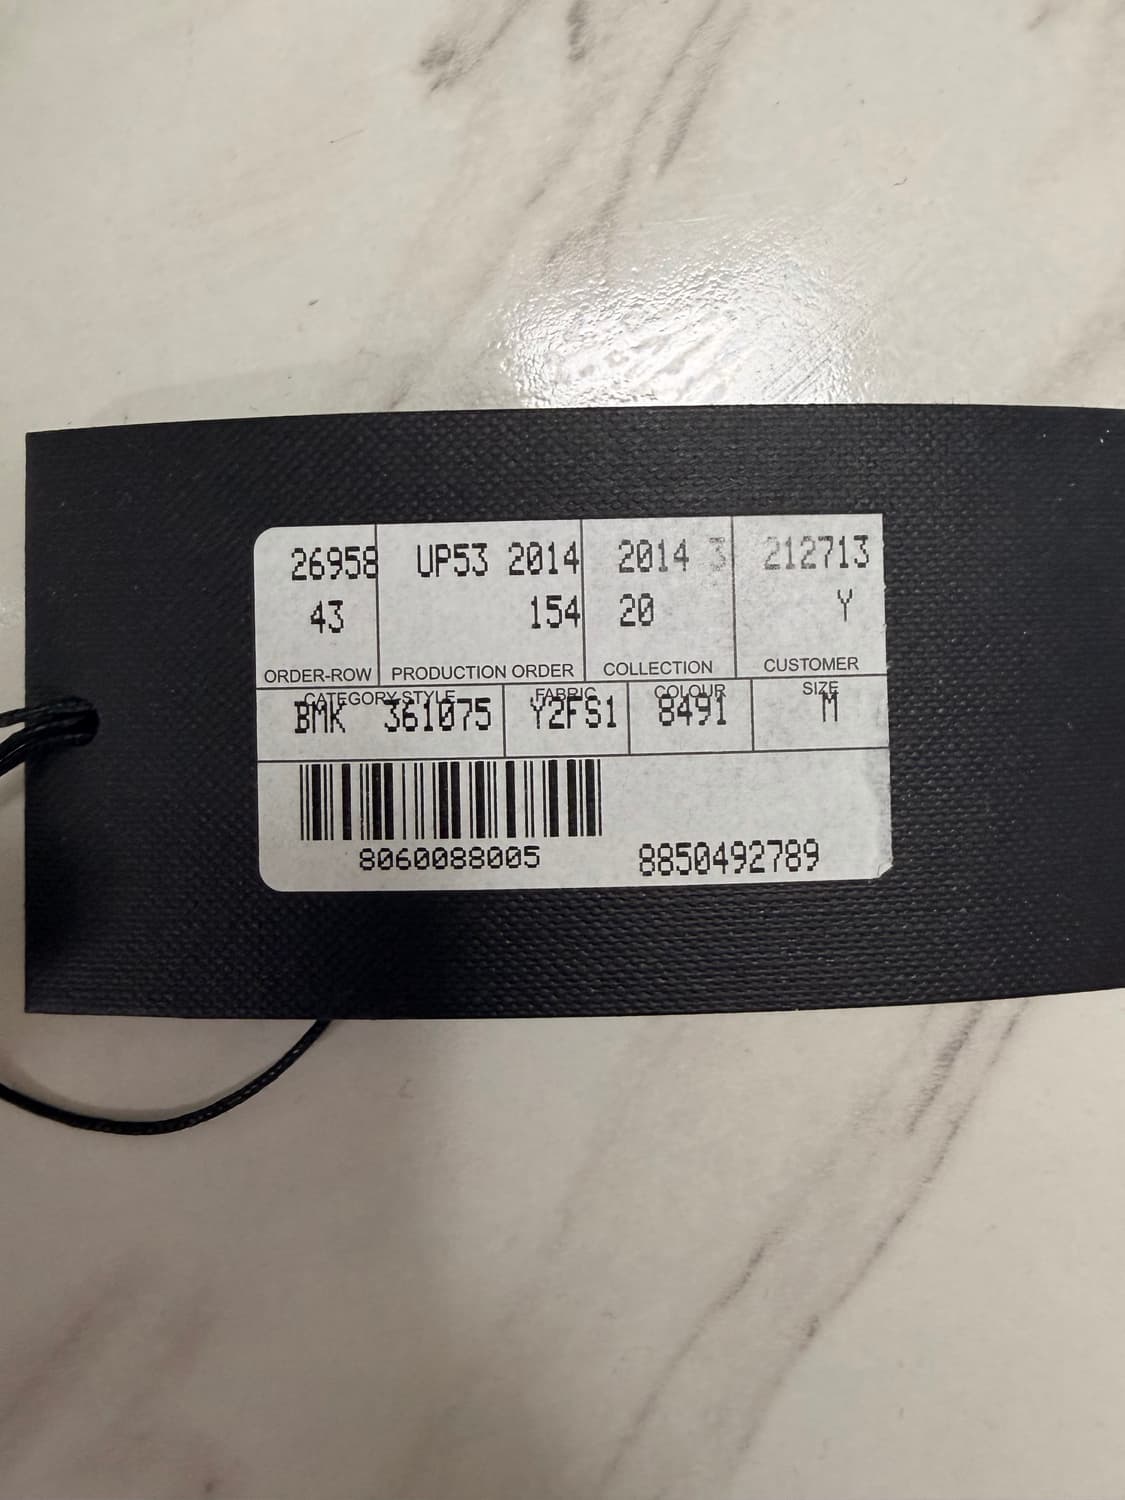 26958 UP53 2014 2014 3 212713
43 154 20 Y
ORDER-ROW PRODUCTION ORDER COLLECTION CUSTOMER
CATEGORY STYLE FABRIC COLOUR SIZE
BMK 361075 Y2FS1 8491 M
8060088005 8850492789